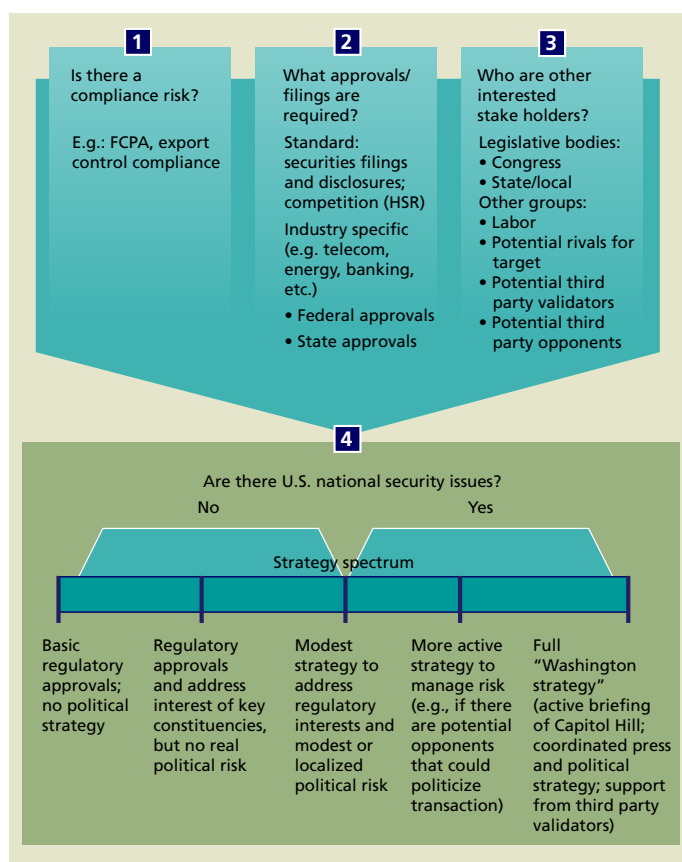 1
Is there a
compliance risk?
E.g.: FCPA, export
control compliance
2
What approvals/
filings are
required?
Standard:
securities filings
and disclosures;
competition (HSR)
Industry specific
(e.g. telecom,
energy, banking,
etc.)
• Federal approvals
• State approvals
3
Who are other
interested
stake holders?
Legislative bodies:
• Congress
• State/local
Other groups:
• Labor
• Potential rivals for
target
• Potential third
party validators
• Potential third
party opponents
4
Are there U.S. national security issues?
No
Yes
Strategy spectrum
Basic
regulatory
approvals;
no political
strategy
Regulatory
approvals
and address
interest of key
constituencies,
but no real
political risk
Modest
strategy to
address
regulatory
interests and
modest or
localized
political risk
More active
strategy to
manage risk
(e.g., if there
are potential
opponents
that could
politicize
transaction)
Full
“Washington
strategy”
(active briefing
of Capitol Hill;
coordinated press
and political
strategy; support
from third party
validators)